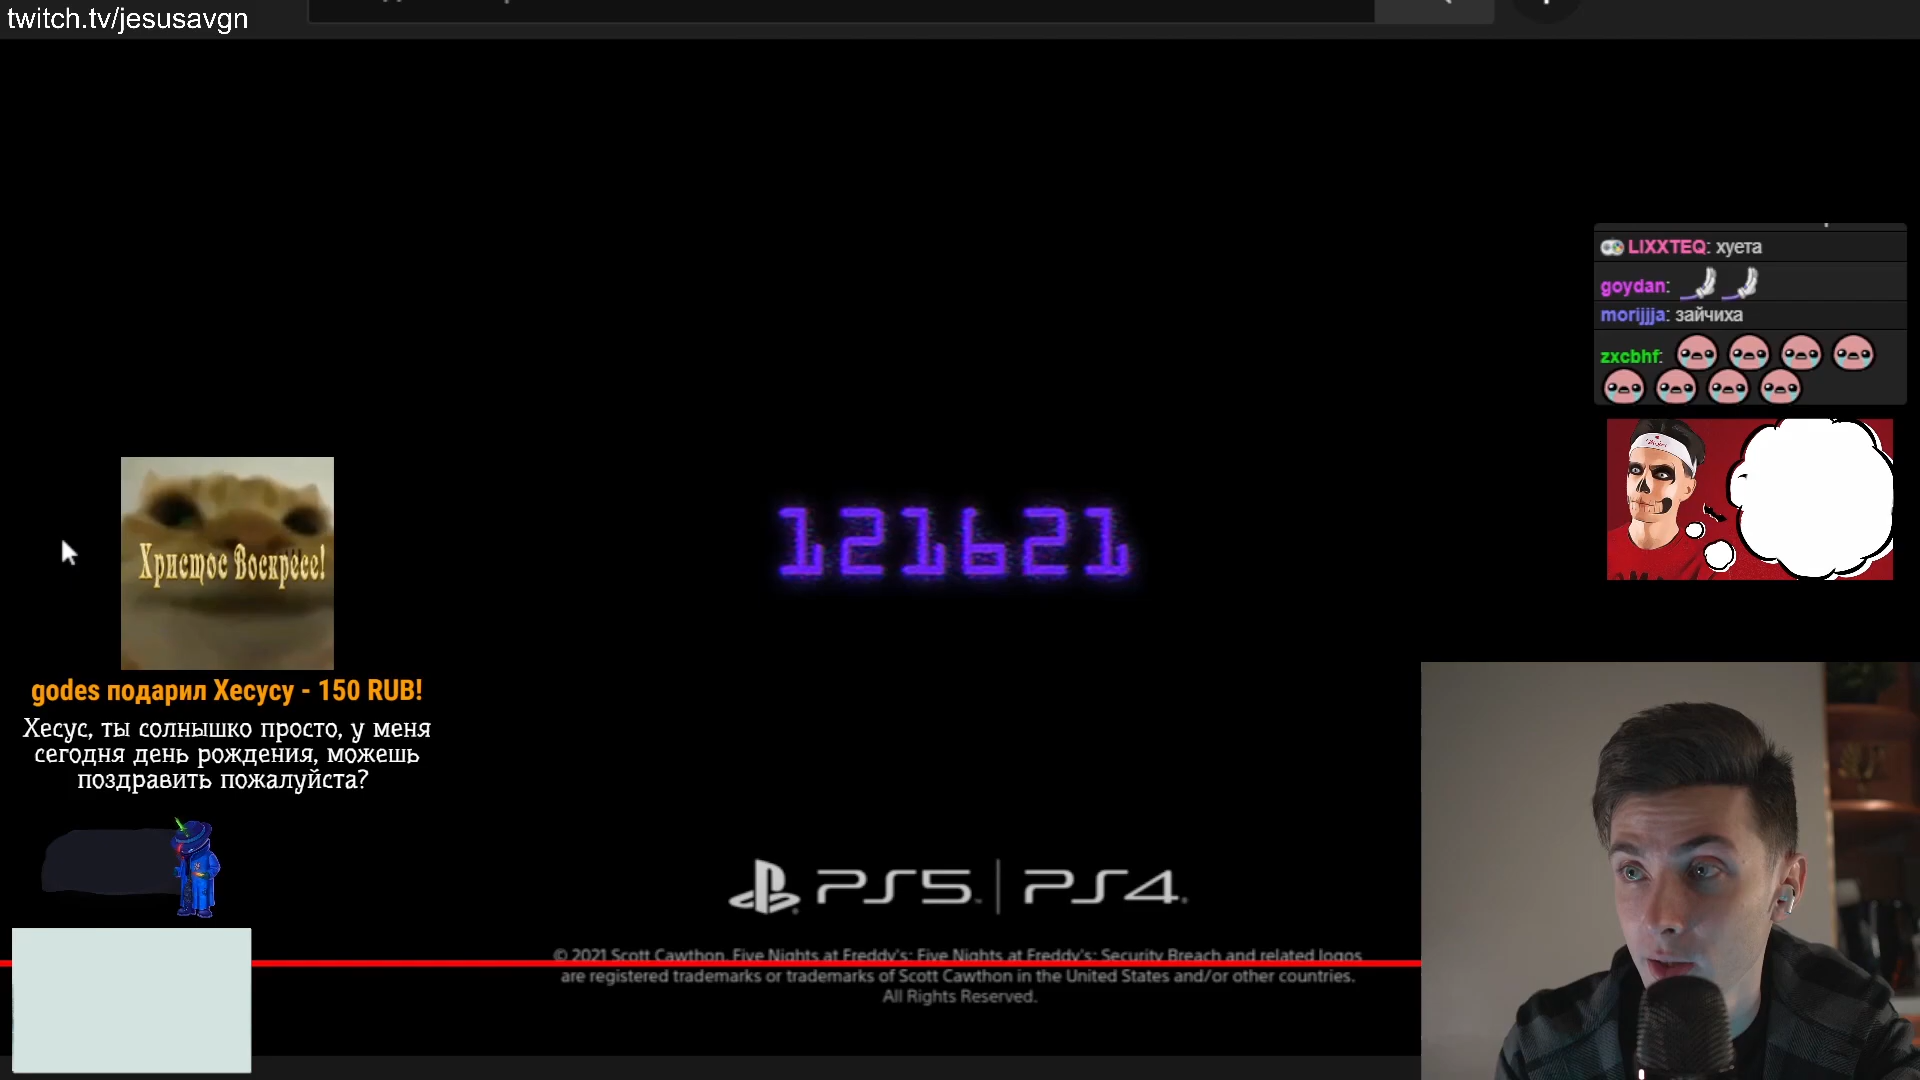 twitch.tv/jesusavgn
LIXXTEQ: хуета
goydan:
morijjja: зайчиха
zxcbhf:
121621
Христос Воскресе!
godes подарил Хесусу - 150 RUB!
Хесус, ты солнышко просто, у меня
сегодня день рождения, можешь
поздравить пожалуйста?
PS5 | PS4
© 2021 Scott Cawthon. Five Nights at Freddy's: Five Nights at Freddy's: Security Breach and related logos
are registered trademarks or trademarks of Scott Cawthon in the United States and/or other countries.
All Rights Reserved.